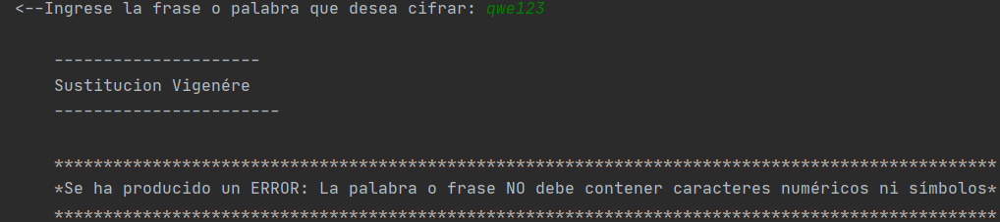 <--Ingrese la frase o palabra que desea cifrar: qwe123
---------------------
Sustitucion Vigenére
-----------------------
************************************************************************************************
*Se ha producido un ERROR: La palabra o frase NO debe contener caracteres numéricos ni símbolos*
************************************************************************************************